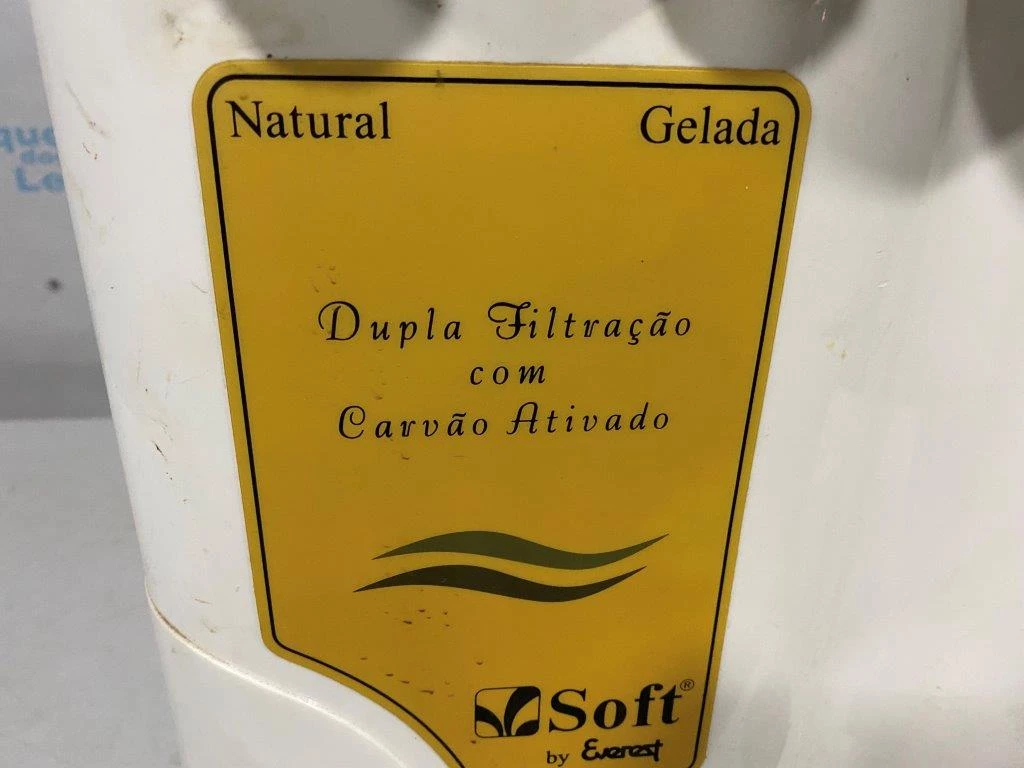 Natural Gelada
Dupla Filtração
com
Carvão Ativado
Soft®
by Everest